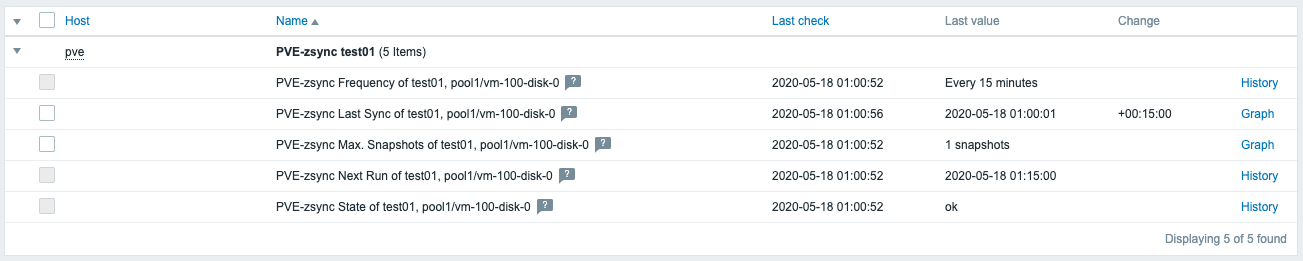 Host Name Last check Last value Change
pve PVE-zsync test01 (5 Items)
PVE-zsync Frequency of test01, pool1/vm-100-disk-0 ? 2020-05-18 01:00:52 Every 15 minutes History
PVE-zsync Last Sync of test01, pool1/vm-100-disk-0 ? 2020-05-18 01:00:56 2020-05-18 01:00:01 +00:15:00 Graph
PVE-zsync Max. Snapshots of test01, pool1/vm-100-disk-0 ? 2020-05-18 01:00:52 1 snapshots Graph
PVE-zsync Next Run of test01, pool1/vm-100-disk-0 ? 2020-05-18 01:00:52 2020-05-18 01:15:00 History
PVE-zsync State of test01, pool1/vm-100-disk-0 ? 2020-05-18 01:00:52 ok History
Displaying 5 of 5 found